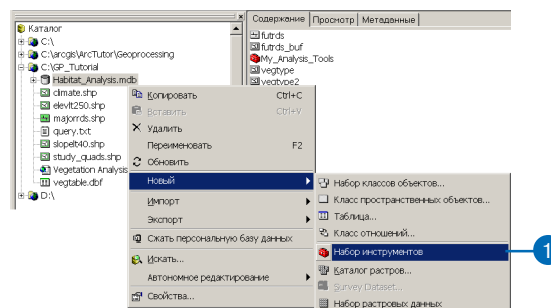 Каталог
C:\
C:\arcgis\ArcTutor\Geoprocessing
C:\GP_Tutorial
Habitat_Analysis.mdb
climate.shp
elevlt250.shp
majorrds.shp
query.txt
slopelt40.shp
study_quads.shp
Vegetation Analysis
vegtable.dbf
D:\
Содержание Просмотр Метаданные
futrds
futrds_buf
My_Analysis_Tools
vegtype
vegtype2
Копировать Ctrl+C
Вставить Ctrl+V
Удалить
Переименовать F2
Обновить
Новый
Импорт
Экспорт
Сжать персональную базу данных
Искать...
Автономное редактирование
Свойства...
Набор классов объектов...
Класс пространственных объектов...
Таблица...
Класс отношений...
Набор инструментов
Каталог растров...
Survey Dataset...
Набор растровых данных
1